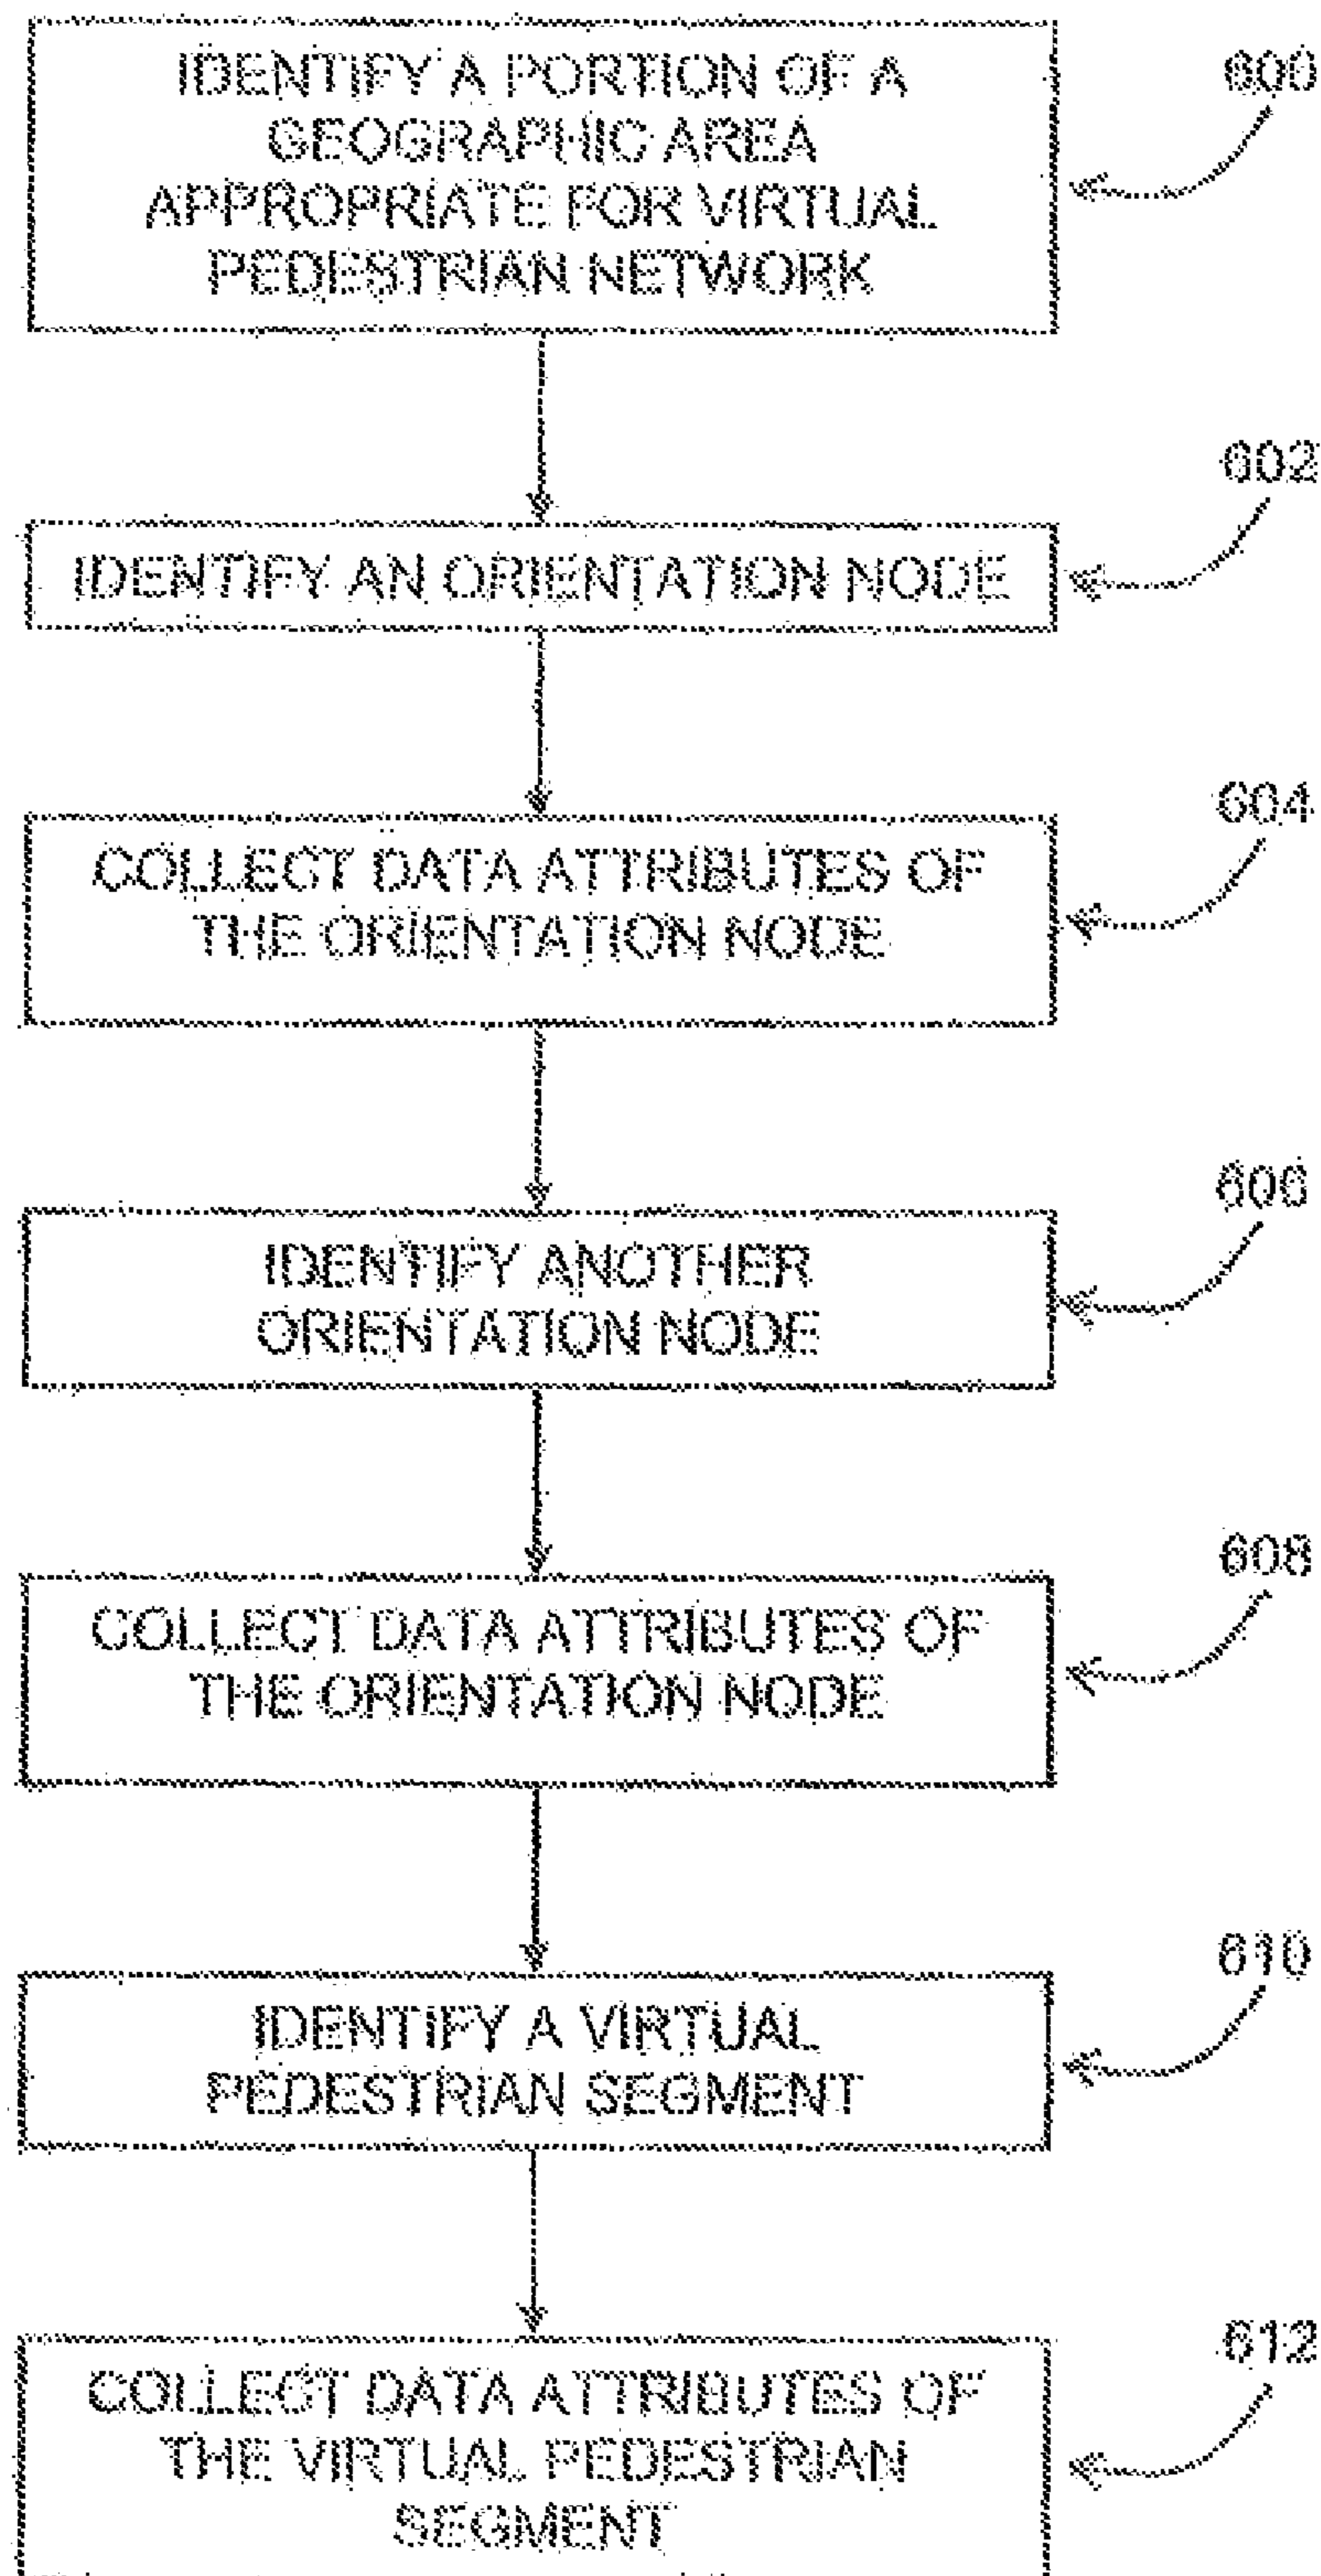 IDENTIFY A PORTION OF A
GEOGRAPHIC AREA
APPROPRIATE FOR VIRTUAL
PEDESTRIAN NETWORK
600
602
IDENTIFY AN ORIENTATION NODE
604
COLLECT DATA ATTRIBUTES OF
THE ORIENTATION NODE
606
IDENTIFY ANOTHER
ORIENTATION NODE
608
COLLECT DATA ATTRIBUTES OF
THE ORIENTATION NODE
610
IDENTIFY A VIRTUAL
PEDESTRIAN SEGMENT
612
COLLECT DATA ATTRIBUTES OF
THE VIRTUAL PEDESTRIAN
SEGMENT